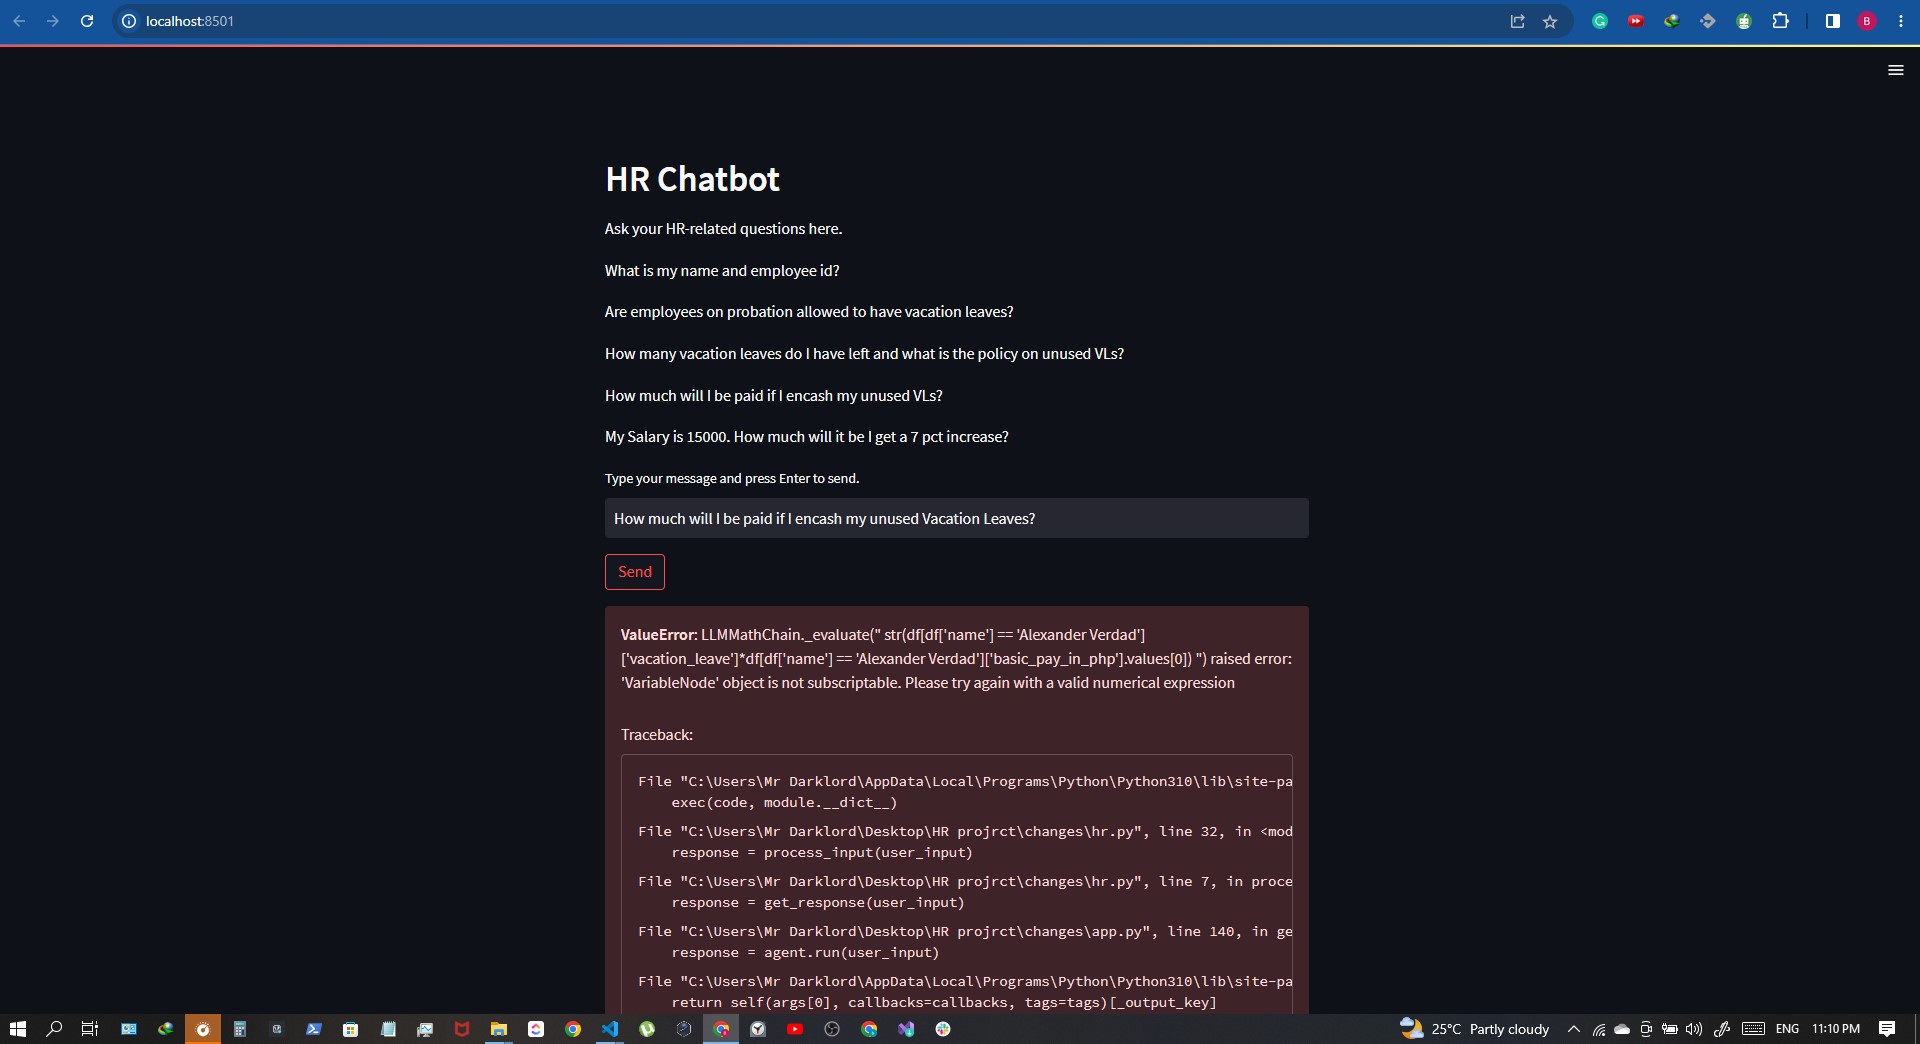 localhost:8501
B
HR Chatbot
Ask your HR-related questions here.
What is my name and employee id?
Are employees on probation allowed to have vacation leaves?
How many vacation leaves do I have left and what is the policy on unused VLs?
How much will I be paid if I encash my unused VLs?
My Salary is 15000. How much will it be I get a 7 pct increase?
Type your message and press Enter to send.
How much will I be paid if I encash my unused Vacation Leaves?
Send
ValueError: LLMMathChain._evaluate(" str(df[df['name'] == 'Alexander Verdad']
['vacation_leave']*df[df['name'] == 'Alexander Verdad']['basic_pay_in_php'].values[0]) ") raised error:
'VariableNode' object is not subscriptable. Please try again with a valid numerical expression
Traceback:
File "C:\Users\Mr Darklord\AppData\Local\Programs\Python\Python310\lib\site-pa
exec(code, module.__dict__)
File "C:\Users\Mr Darklord\Desktop\HR projrct\changes\hr.py", line 32, in <mod
response = process_input(user_input)
File "C:\Users\Mr Darklord\Desktop\HR projrct\changes\hr.py", line 7, in proce
response = get_response(user_input)
File "C:\Users\Mr Darklord\Desktop\HR projrct\changes\app.py", line 140, in ge
response = agent.run(user_input)
File "C:\Users\Mr Darklord\AppData\Local\Programs\Python\Python310\lib\site-pa
return self(args[0], callbacks=callbacks, tags=tags)[_output_key]
25°C Partly cloudy
ENG
11:10 PM